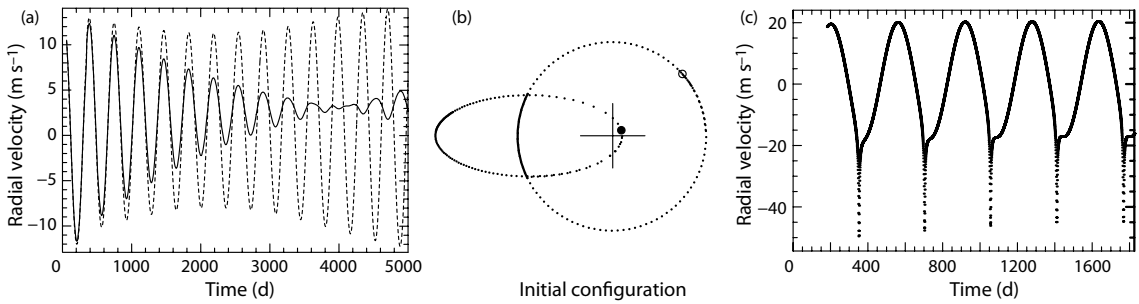 (a)
Radial velocity (m s⁻¹)
10
5
0
−5
−10
0 1000 2000 3000 4000 5000
Time (d)
(b)
Initial configuration
(c)
Radial velocity (m s⁻¹)
20
0
−20
−40
0 400 800 1200 1600
Time (d)